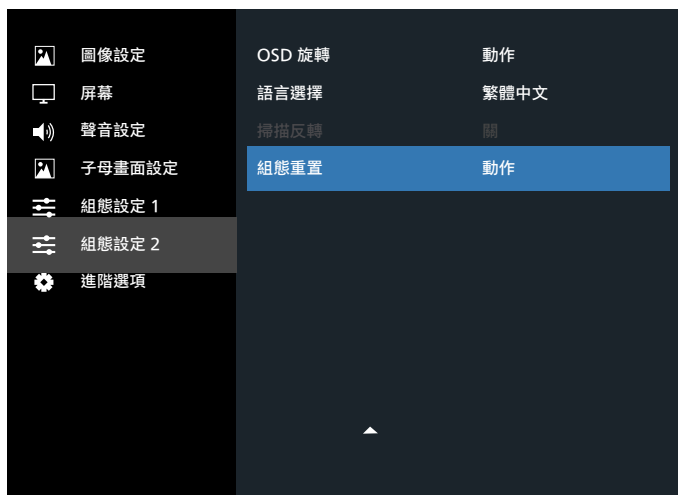 圖像設定
屏幕
聲音設定
子母畫面設定
組態設定 1
組態設定 2
進階選項
OSD 旋轉 動作
語言選擇 繁體中文
掃描反轉 關
組態重置 動作